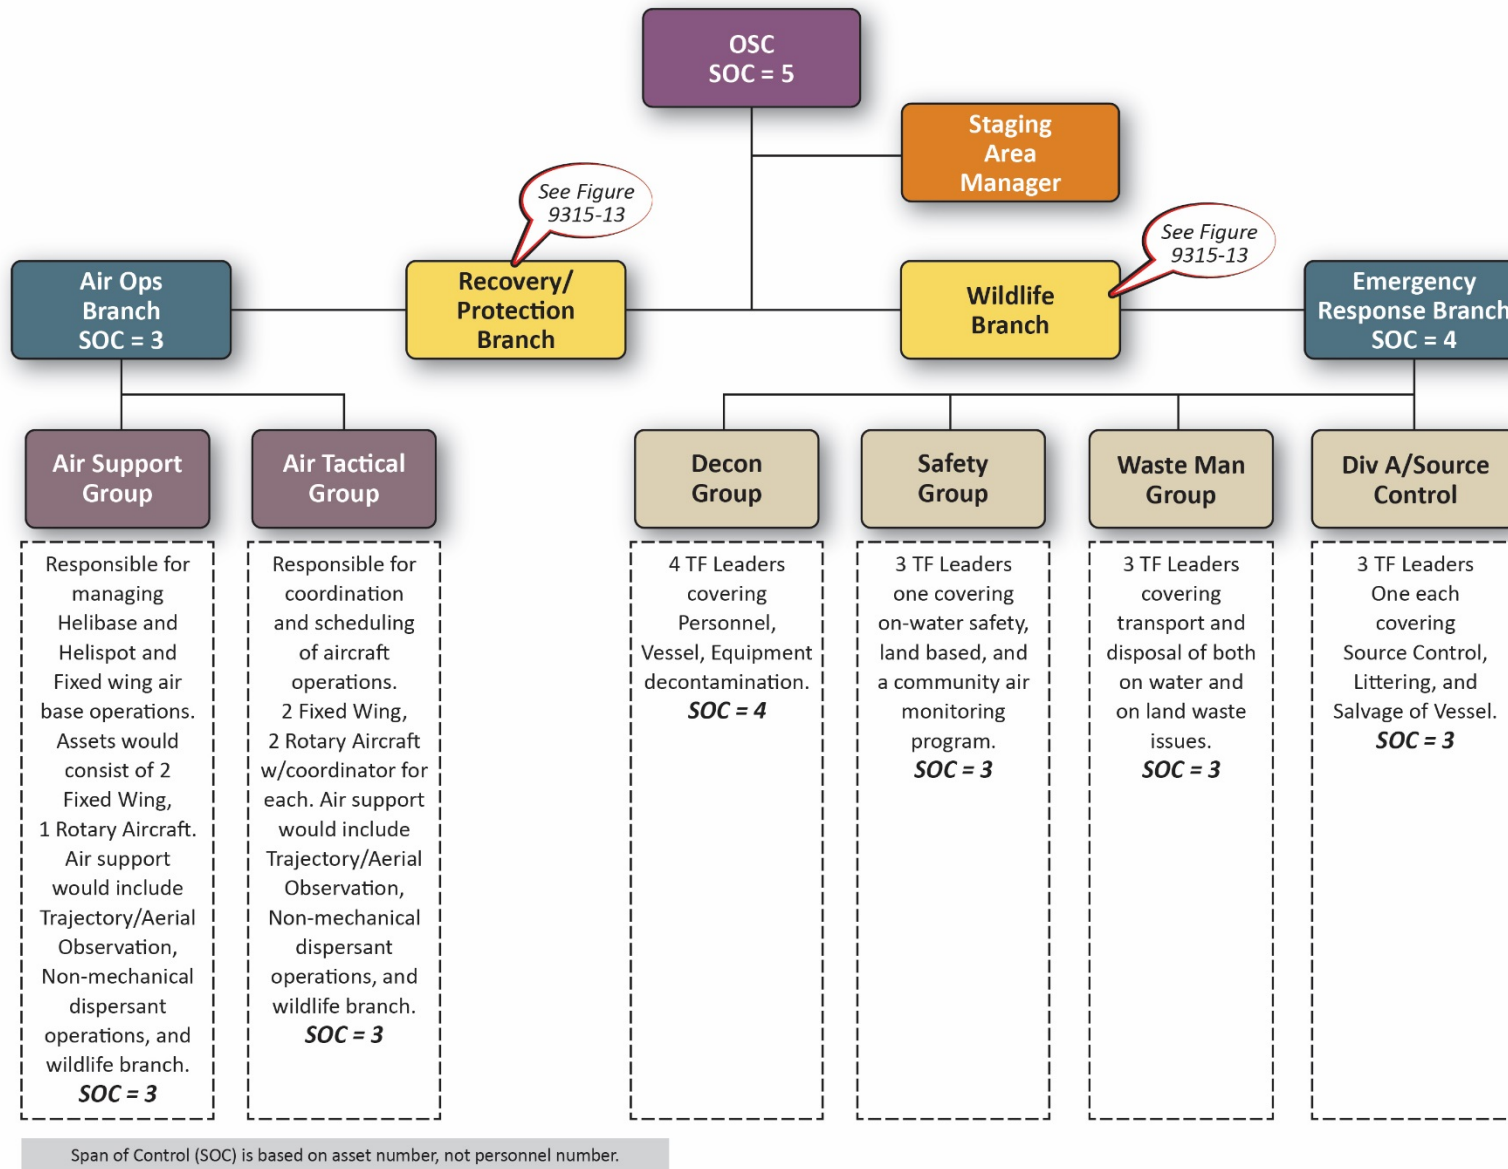 OSC
SOC = 5
Staging
Area
Manager
See Figure
9315-13
See Figure
9315-13
Air Ops
Branch
SOC = 3
Recovery/
Protection
Branch
Wildlife
Branch
Emergency
Response Branch
SOC = 4
Air Support
Group
Air Tactical
Group
Decon
Group
Safety
Group
Waste Man
Group
Div A/Source
Control
Responsible for
managing
Helibase and
Helispot and
Fixed wing air
base operations.
Assets would
consist of 2
Fixed Wing,
1 Rotary Aircraft.
Air support
would include
Trajectory/Aerial
Observation,
Non-mechanical
dispersant
operations, and
wildlife branch.
SOC = 3
Responsible for
coordination
and scheduling
of aircraft
operations.
2 Fixed Wing,
2 Rotary Aircraft
w/coordinator for
each. Air support
would include
Trajectory/Aerial
Observation,
Non-mechanical
dispersant
operations, and
wildlife branch.
SOC = 3
4 TF Leaders
covering
Personnel,
Vessel, Equipment
decontamination.
SOC = 4
3 TF Leaders
one covering
on-water safety,
land based, and
a community air
monitoring
program.
SOC = 3
3 TF Leaders
covering
transport and
disposal of both
on water and
on land waste
issues.
SOC = 3
3 TF Leaders
One each
covering
Source Control,
Littering, and
Salvage of Vessel.
SOC = 3
Span of Control (SOC) is based on asset number, not personnel number.